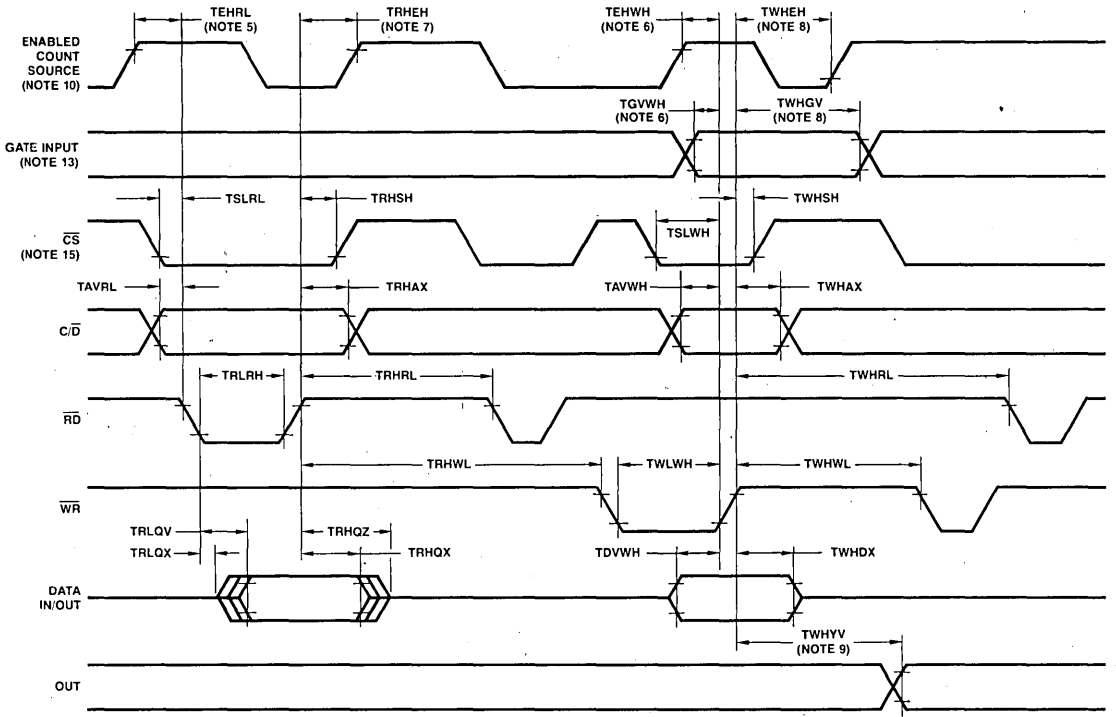 TEHRL
(NOTE 5)
TRHEH
(NOTE 7)
TEHWH
(NOTE 6)
TWHEH
(NOTE 8)
ENABLED
COUNT
SOURCE
(NOTE 10)
TGVWH
(NOTE 6)
TWHGV
(NOTE 8)
GATE INPUT
(NOTE 13)
TSLRL
TRHSH
TSLWH
TWHSH
CS
(NOTE 15)
TAVRL
TRHAX
TAVWH
TWHAX
C/D
TRLRH
TRHRL
TWHRL
RD
TRHWL
TWLWH
TWHWL
WR
TRLQV
TRHQZ
TRLQX
TRHQX
TDVWH
TWHDX
DATA
IN/OUT
TWHYV
(NOTE 9)
OUT